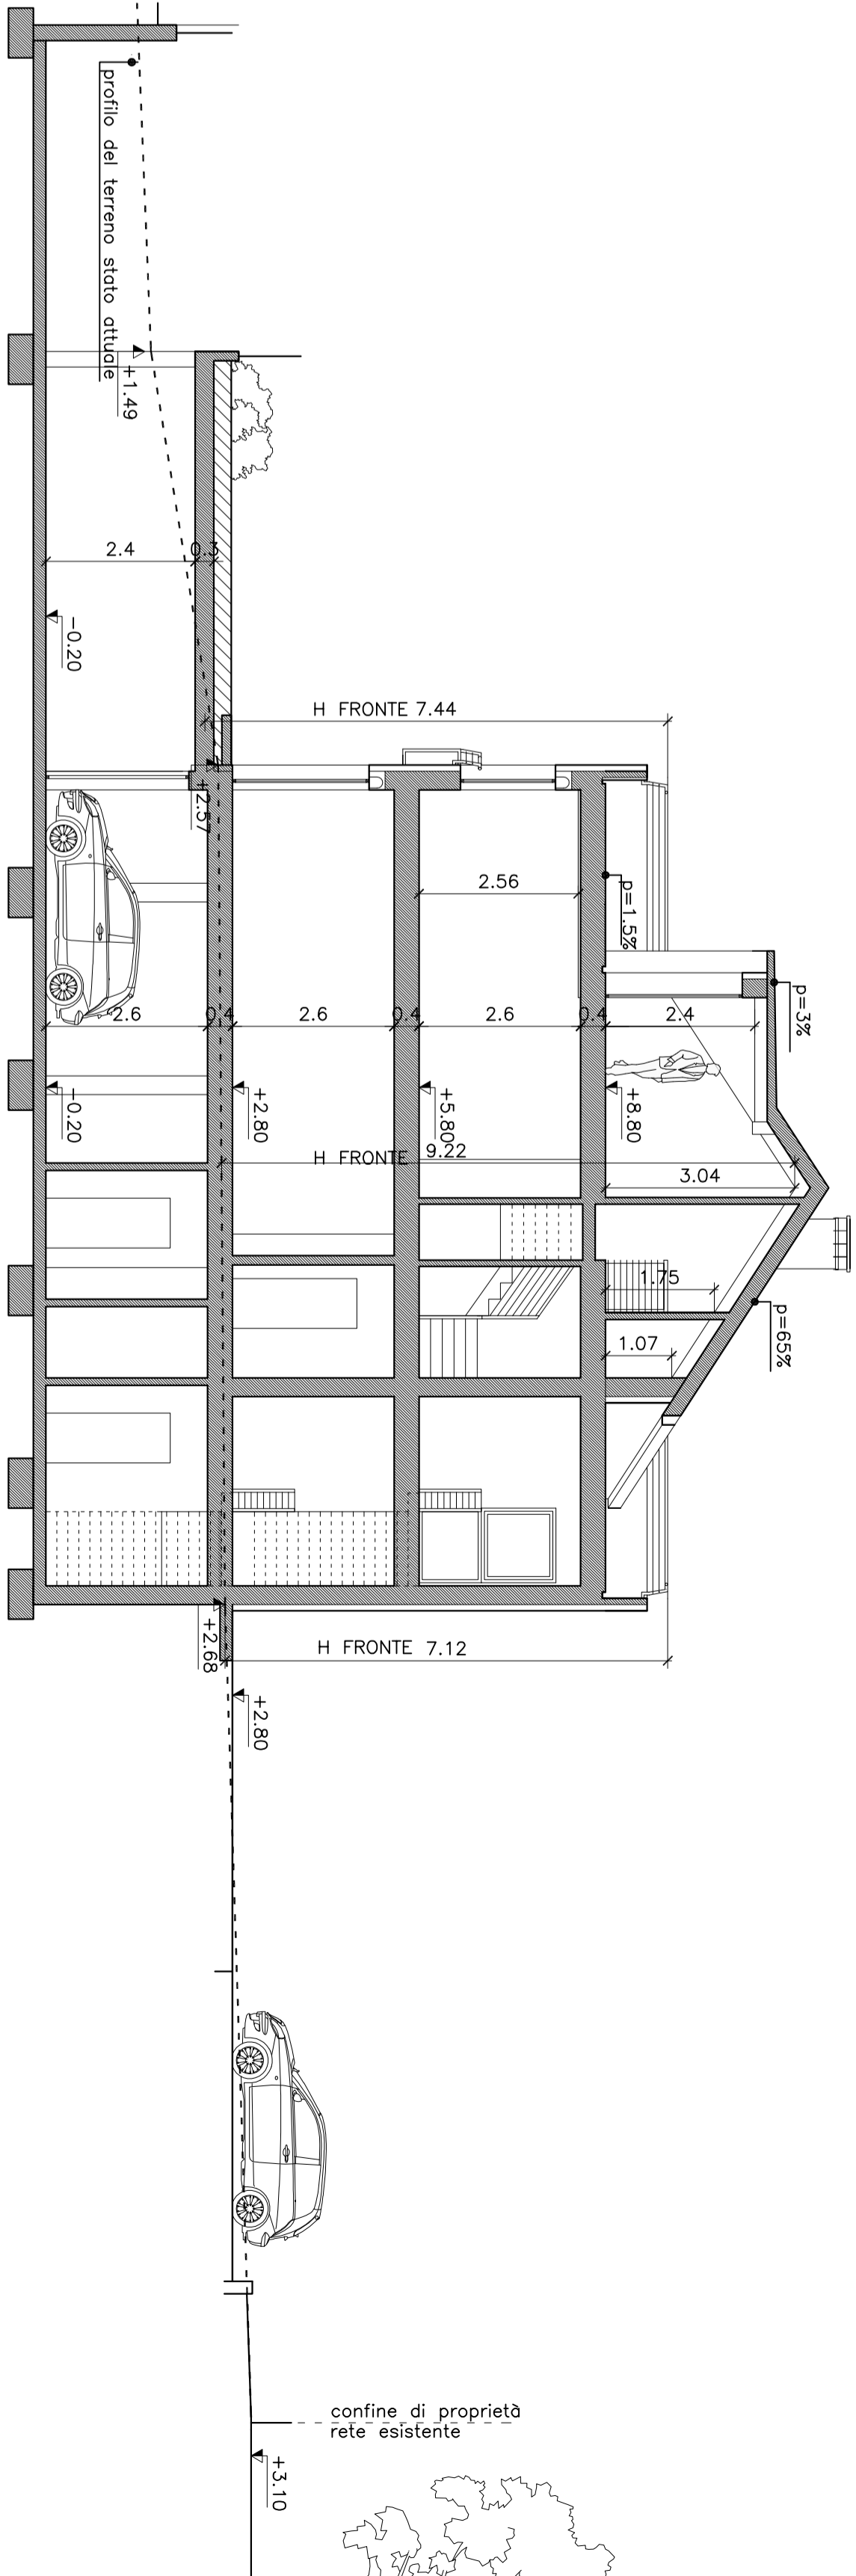 profilo del terreno stato attuale
+1.49
2.4
0.3
-0.20
H FRONTE 7.44
+2.57
2.56
p=1.5%
p=3%
2.6
0.4
2.6
0.4
2.6
0.4
2.4
-0.20
+2.80
+5.80
+8.80
H FRONTE 9.22
3.04
1.75
p=65%
1.07
H FRONTE 7.12
+2.68
+2.80
confine di proprietà
rete esistente
+3.10